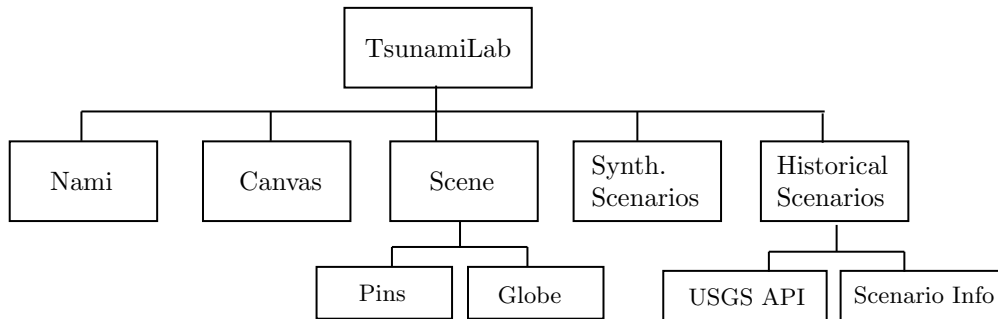 TsunamiLab
Nami
Canvas
Scene
Synth.
Scenarios
Historical
Scenarios
Pins
Globe
USGS API
Scenario Info